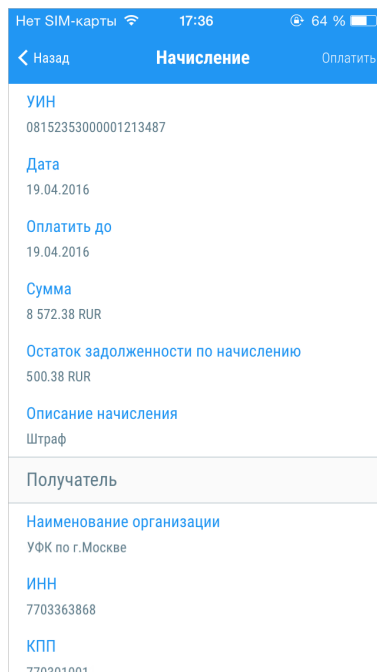 Нет SIM-карты 17:36 64 %
Назад Начисление Оплатить
УИН
08152353000001213487
Дата
19.04.2016
Оплатить до
19.04.2016
Сумма
8 572.38 RUR
Остаток задолженности по начислению
500.38 RUR
Описание начисления
Штраф
Получатель
Наименование организации
УФК по г.Москве
ИНН
7703363868
КПП
770301001